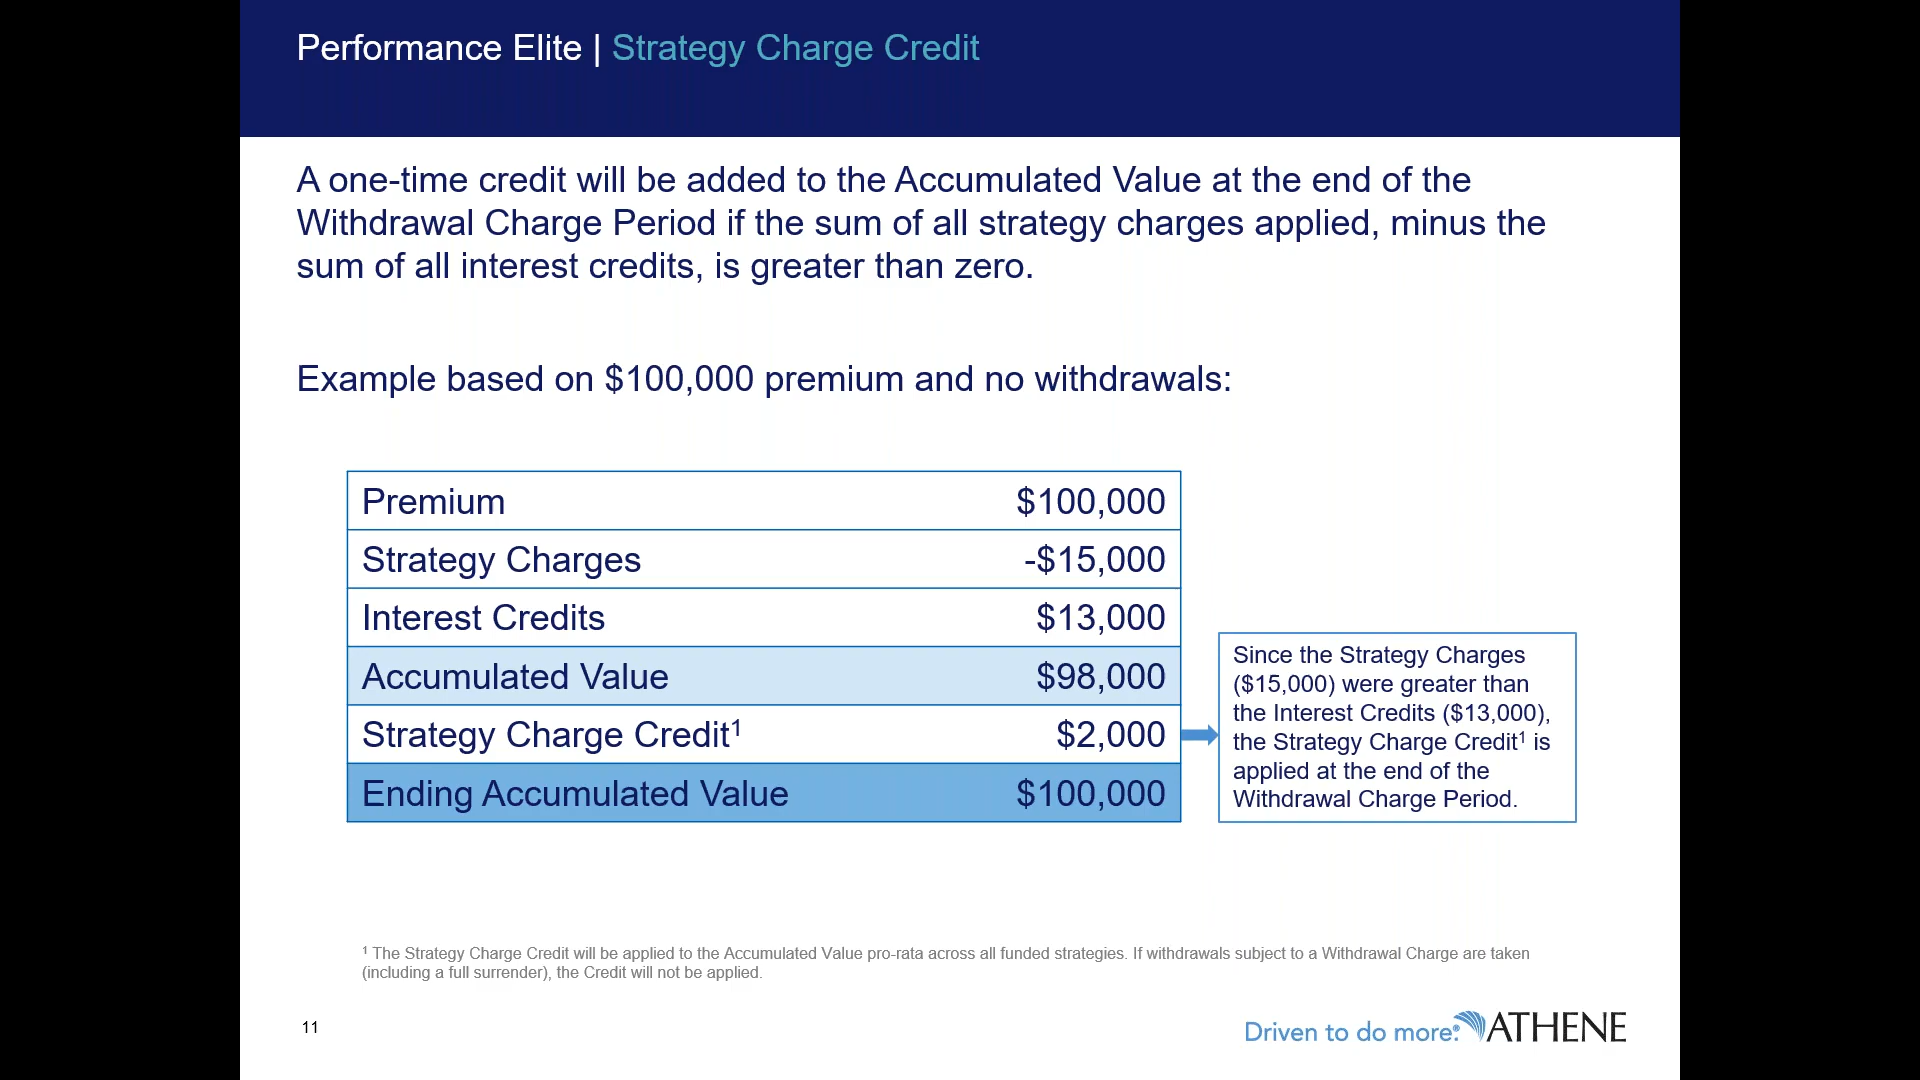 Performance Elite | Strategy Charge Credit
A one-time credit will be added to the Accumulated Value at the end of the
Withdrawal Charge Period if the sum of all strategy charges applied, minus the
sum of all interest credits, is greater than zero.
Example based on $100,000 premium and no withdrawals:
Premium $100,000
Strategy Charges -$15,000
Interest Credits $13,000
Accumulated Value $98,000
Strategy Charge Credit¹ $2,000
Ending Accumulated Value $100,000
Since the Strategy Charges
($15,000) were greater than
the Interest Credits ($13,000),
the Strategy Charge Credit¹ is
applied at the end of the
Withdrawal Charge Period.
¹ The Strategy Charge Credit will be applied to the Accumulated Value pro-rata across all funded strategies. If withdrawals subject to a Withdrawal Charge are taken
(including a full surrender), the Credit will not be applied.
11
Driven to do more.® ATHENE